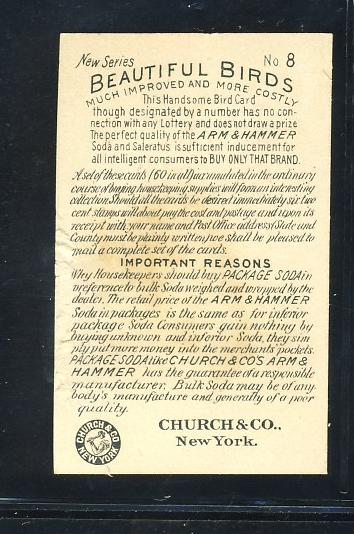 New Series No 8
BEAUTIFUL BIRDS
MUCH IMPROVED AND MORE COSTLY
This Handsome Bird Card
though designated by a number has no con-
nection with any Lottery and does not draw a prize
The perfect quality of the ARM & HAMMER
Soda and Saleratus is sufficient inducement for
all intelligent consumers to BUY ONLY THAT BRAND.
A set of these cards (60 in all) accumulated in the ordinary
course of buying housekeeping supplies will form an interesting
collection. Should all the cards be desired immediately six two
cent stamps will about pay the cost and postage and upon its
receipt with your name and Post Office address (State and
County must be plainly written) we shall be pleased to
mail a complete set of the cards.
IMPORTANT REASONS
Why Housekeepers should buy PACKAGE SODA in
preference to bulk Soda weighed and wrapped by the
dealer. The retail price of the ARM & HAMMER
Soda in packages is the same as for inferior
package Soda Consumers gain nothing by
buying unknown and inferior Soda, they sim
ply put more money into the merchants pockets.
PACKAGE SODA like CHURCH & CO'S ARM &
HAMMER has the guarantee of a responsible
manufacturer. Bulk Soda may be of any-
body's manufacture and generally of a poor
quality.
CHURCH & CO.,
New York.
CHURCH & CO
NEW YORK